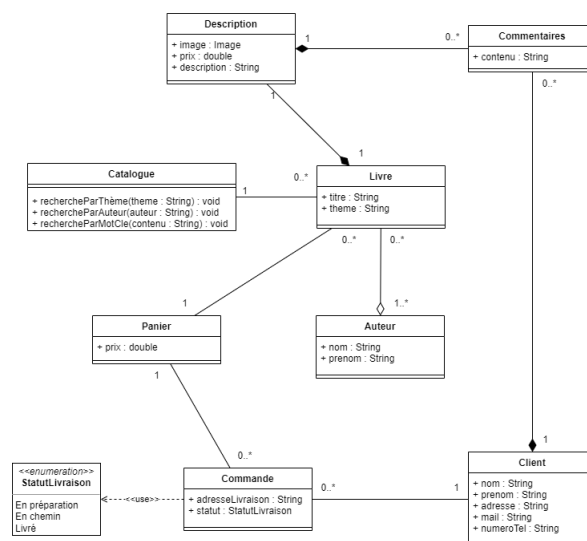 Description
+ image : Image
+ prix : double
+ description : String
1
0..*
Commentaires
+ contenu : String
0..*
1
1
Catalogue
+ rechercheParThème(theme : String) : void
+ rechercheParAuteur(auteur : String) : void
+ rechercheParMotCle(contenu : String) : void
1
0..*
Livre
+ titre : String
+ theme : String
0..*
0..*
1
1..*
Panier
+ prix : double
Auteur
+ nom : String
+ prenom : String
1
0..*
1
<<enumeration>>
StatutLivraison
En préparation
En chemin
Livré
<<use>>
Commande
+ adresseLivraison : String
+ statut : StatutLivraison
0..*
1
Client
+ nom : String
+ prenom : String
+ adresse : String
+ mail : String
+ numeroTel : String